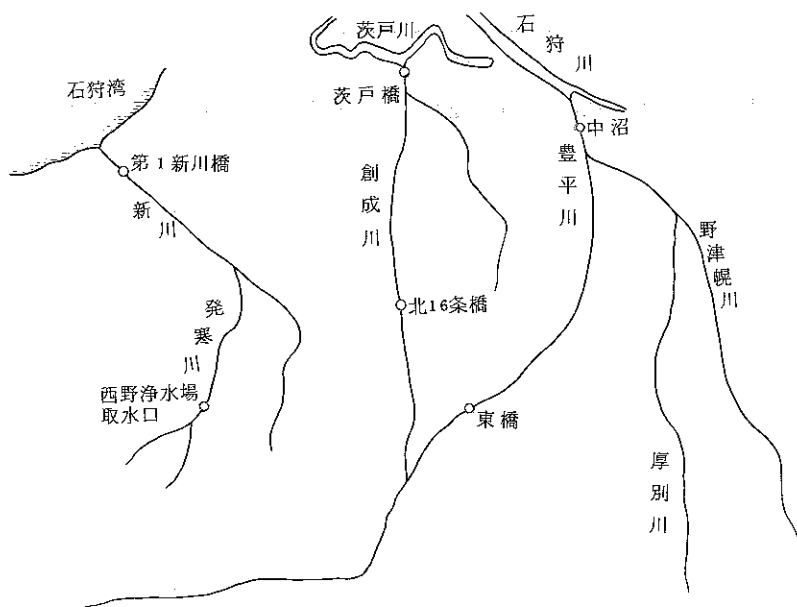 茨戸川
石狩川
石狩湾
茨戸橋
中沼
第1新川橋
豊平川
創成川
新川
野津幌川
北16条橋
発寒川
西野浄水場
取水口
東橋
厚別川